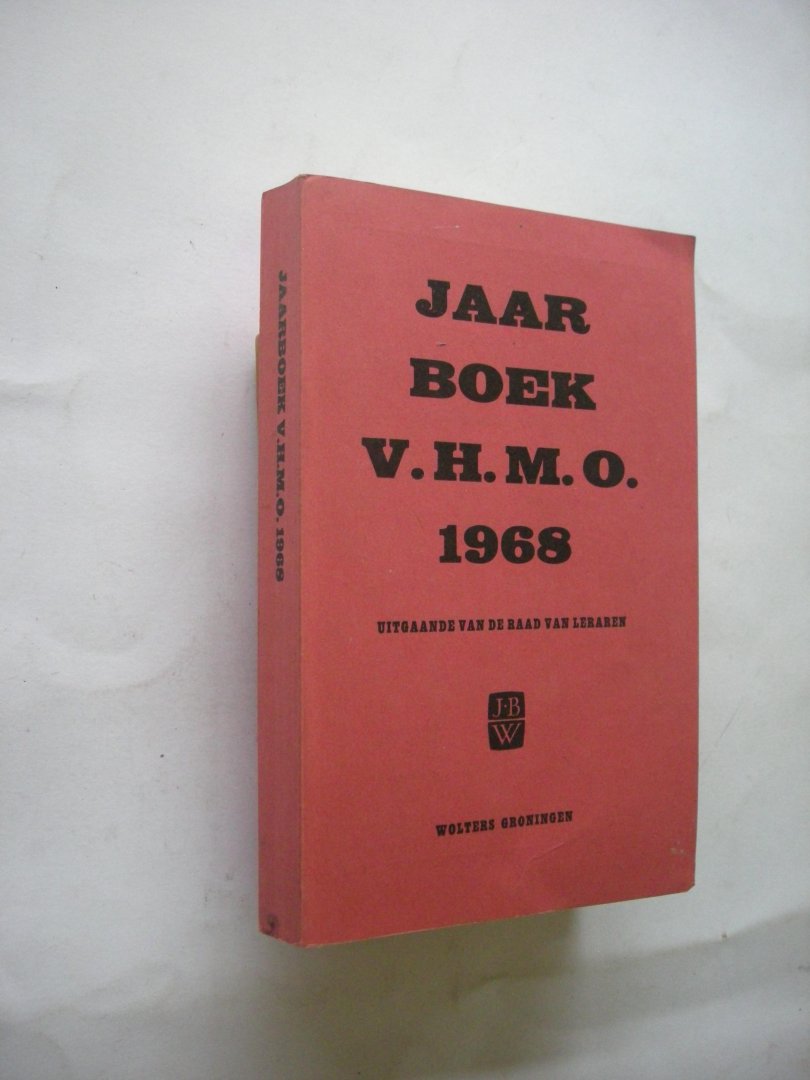 JAARBOEK V.H.M.O. 1968
JAAR
BOEK
V.H.M.O.
1968
UITGAANDE VAN DE RAAD VAN LERAREN
J·B
W
WOLTERS GRONINGEN